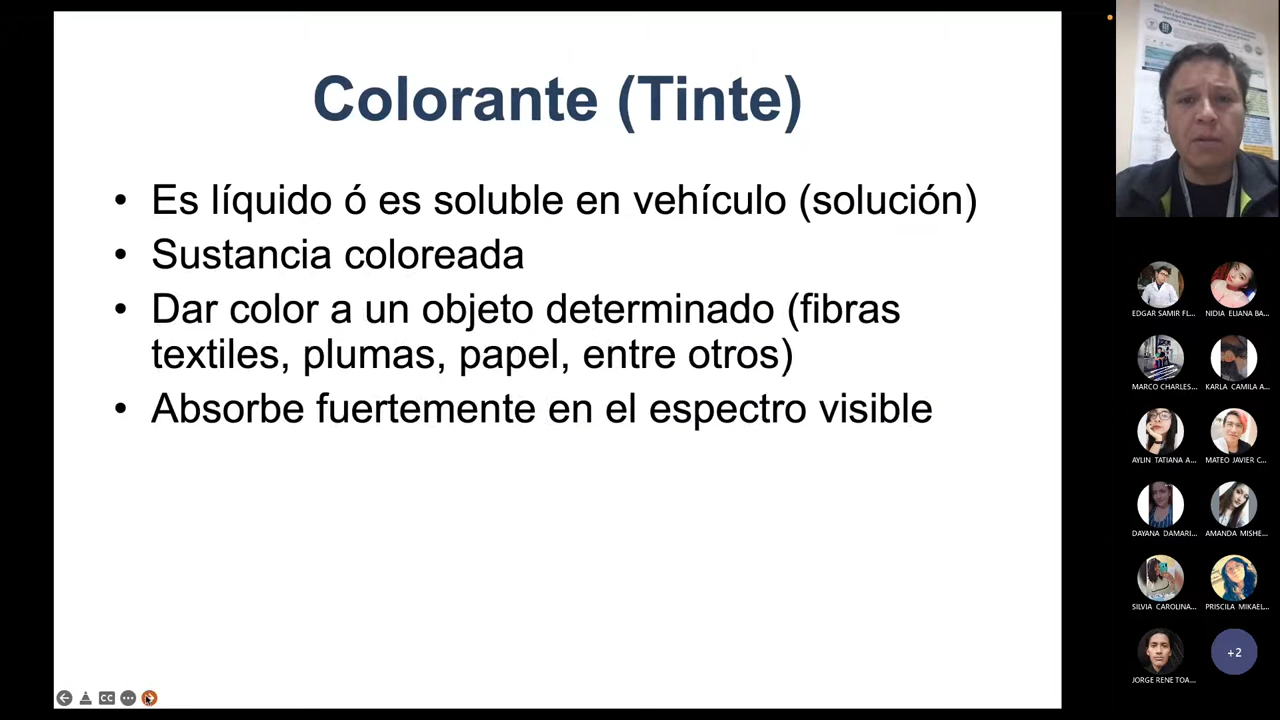 Colorante (Tinte)
• Es líquido ó es soluble en vehículo (solución)
• Sustancia coloreada
• Dar color a un objeto determinado (fibras
textiles, plumas, papel, entre otros)
• Absorbe fuertemente en el espectro visible
CC
EDGAR SAMIR FL...
NIDIA ELIANA BA...
MARCO CHARLES...
KARLA CAMILA A...
AYLIN TATIANA A...
MATEO JAVIER C...
DAYANA DAMARI...
AMANDA MISHE...
SILVIA CAROLINA...
PRISCILA MIKAEL...
JORGE RENE TOA...
+2